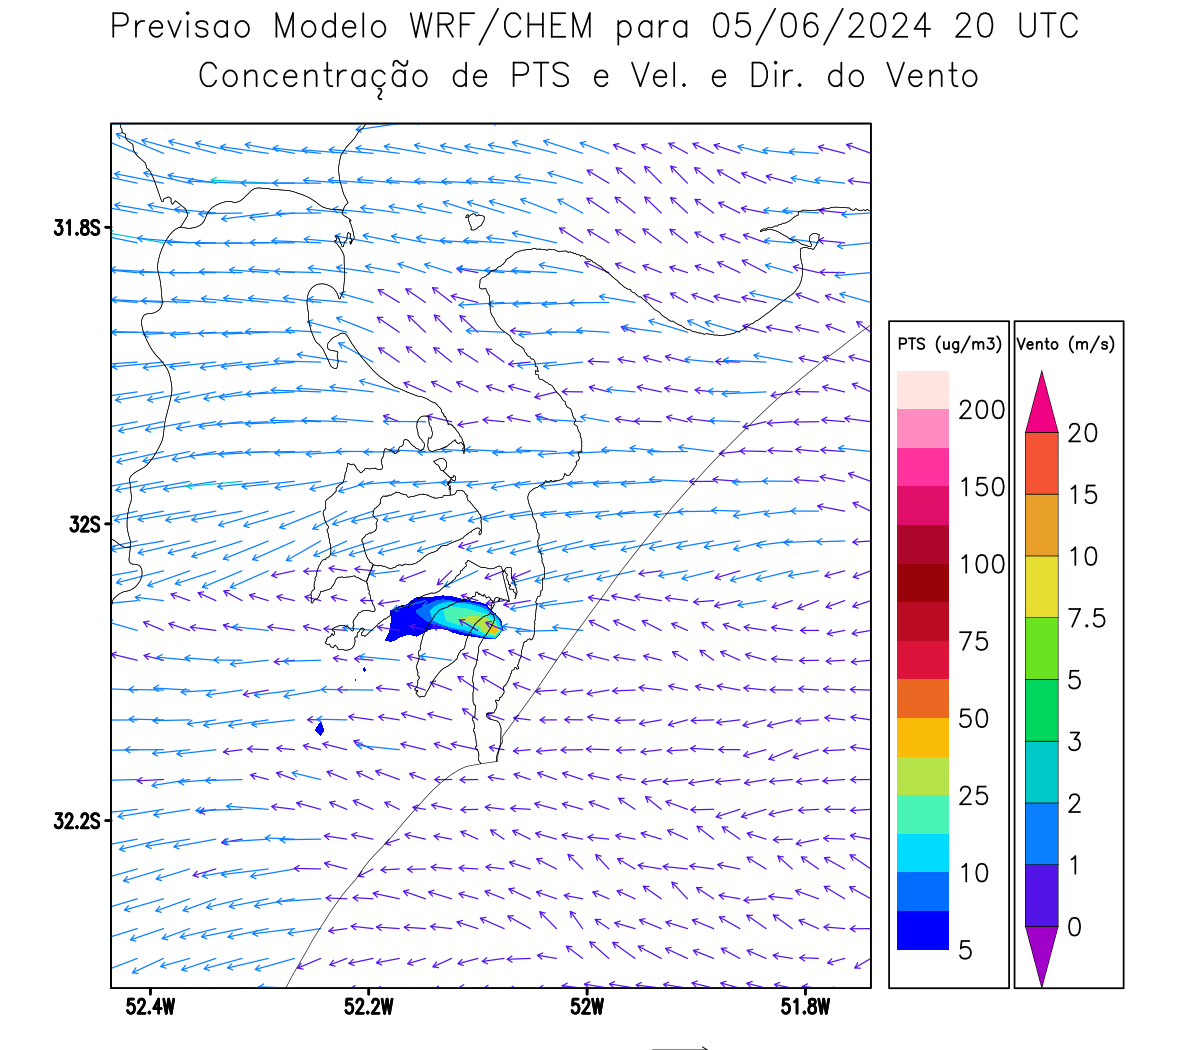 Previsao Modelo WRF/CHEM para 05/06/2024 20 UTC
Concentração de PTS e Vel. e Dir. do Vento
31.8S
32S
32.2S
52.4W 52.2W 52W 51.8W
PTS (ug/m3)
200
150
100
75
50
25
10
5
Vento (m/s)
20
15
10
7.5
5
3
2
1
0